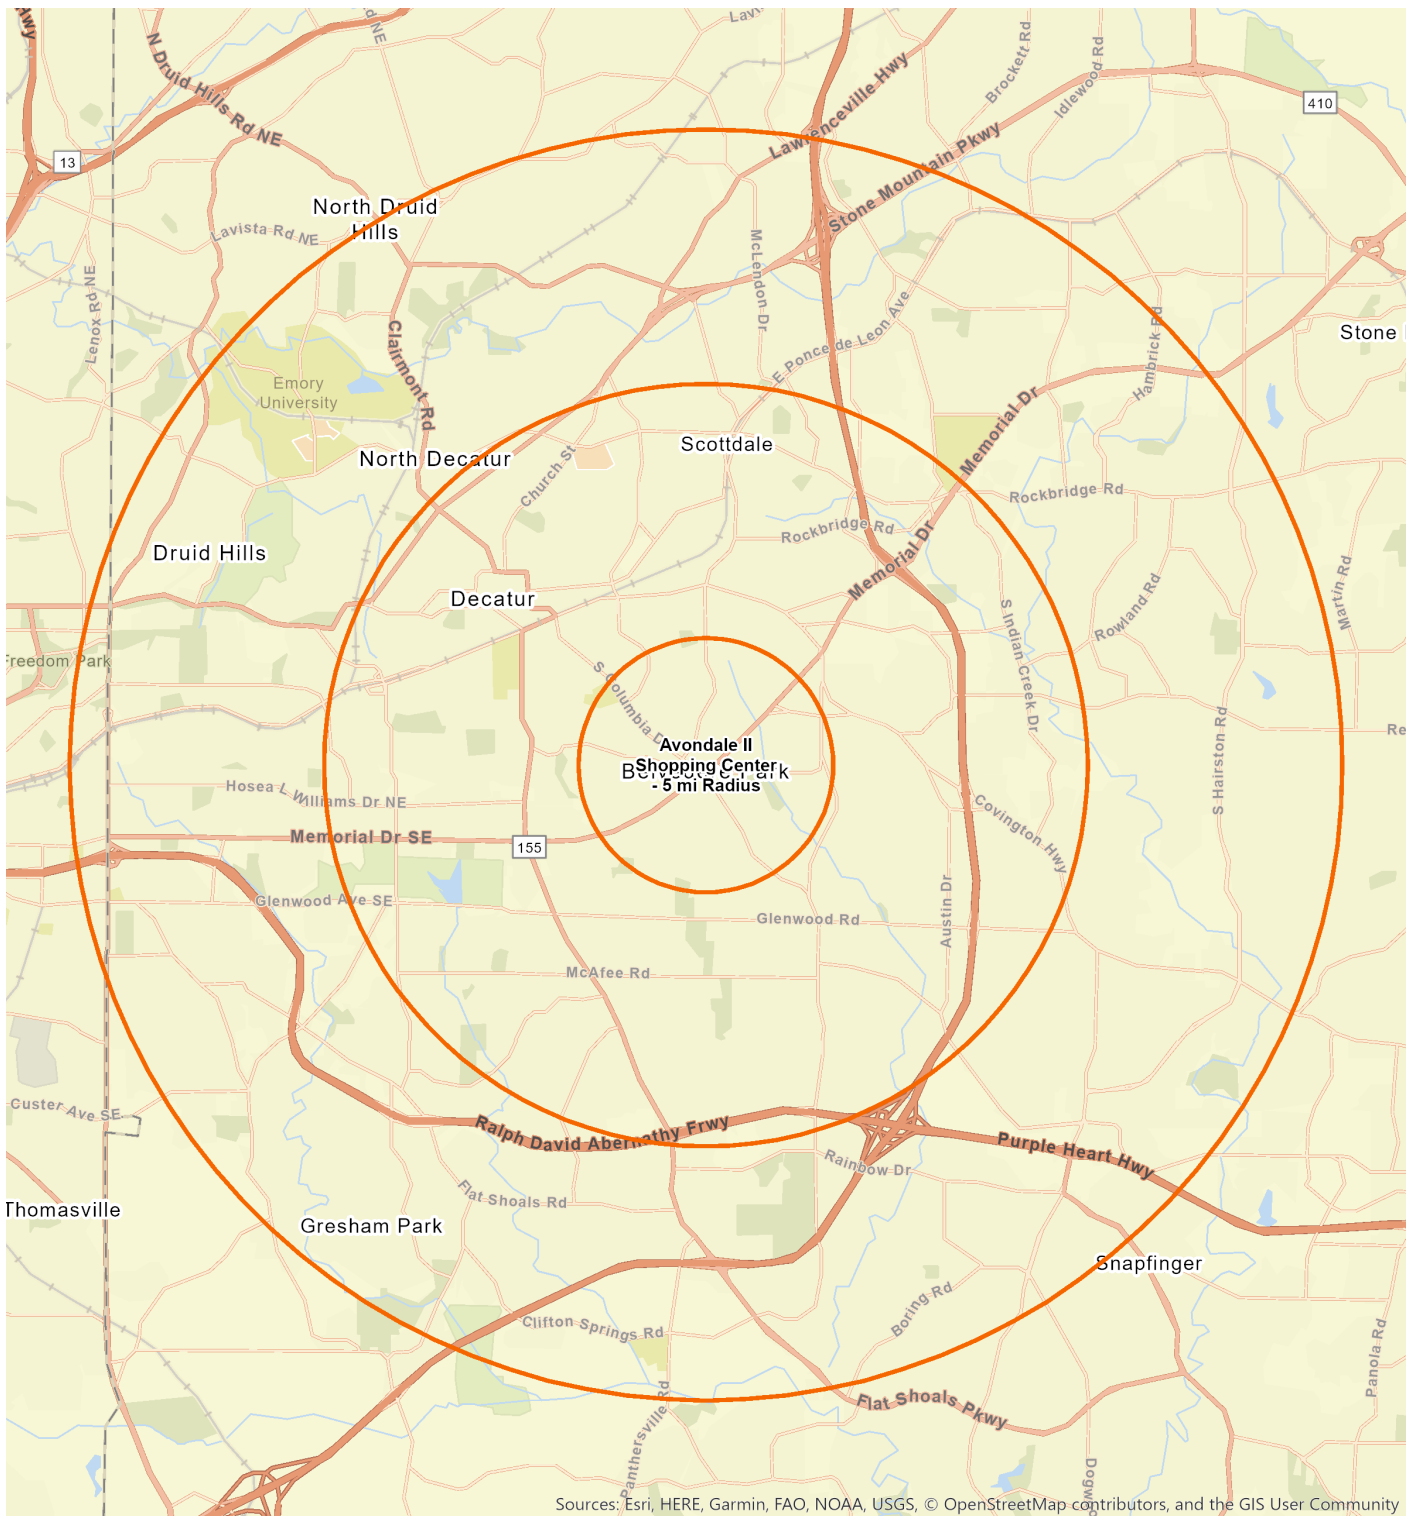 Hwy
N Druid Hills Rd NE
Rd NE
Lawrenceville Hwy
Brockett Rd
Idlewood Rd
410
13
Stone Mountain Pkwy
North Druid
Hills
Lavista Rd NE
McLendon Dr
Lenox Rd NE
E Ponce de Leon Ave
Hambrick Rd
Stone
Clairmont Rd
Emory
University
Memorial Dr
North Decatur
Scottdale
Church St
Rockbridge Rd
Rockbridge Rd
Memorial Dr
Druid Hills
Decatur
Rowland Rd
Martin Rd
S Indian Creek Dr
Freedom Park
S Columbia D
Avondale II
Shopping Center
- 5 mi Radius
Re
S Hairston Rd
Hosea L Williams Dr NE
Memorial Dr SE
155
Covington Hwy
Glenwood Ave SE
Glenwood Rd
Austin Dr
McAfee Rd
Custer Ave SE
Ralph David Abernathy Frwy
Purple Heart Hwy
Rainbow Dr
Flat Shoals Rd
Thomasville
Gresham Park
Snapfinger
Boring Rd
Clifton Springs Rd
Panola Rd
Flat Shoals Pkwy
Panthersville Rd
Dogwo
Sources: Esri, HERE, Garmin, FAO, NOAA, USGS, © OpenStreetMap contributors, and the GIS User Community